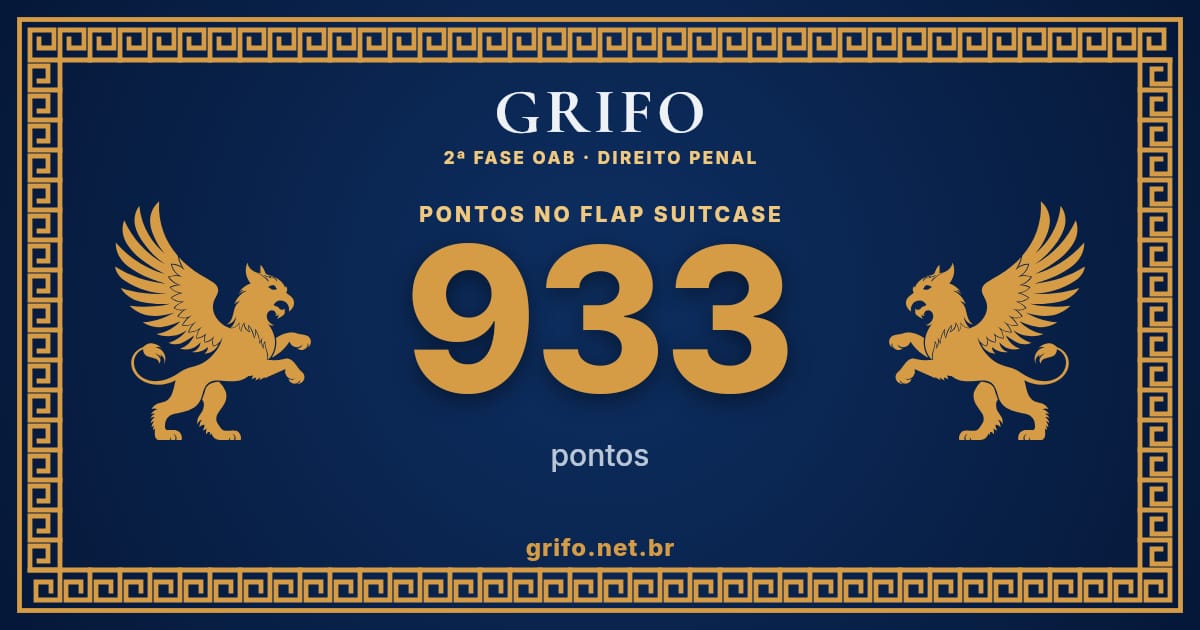 GRIFO
2ª FASE OAB · DIREITO PENAL
PONTOS NO FLAP SUITCASE
933
pontos
grifo.net.br